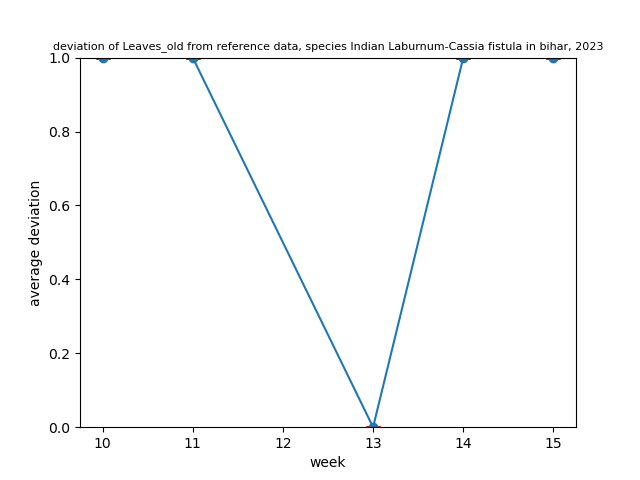 deviation of Leaves_old from reference data, species Indian Laburnum-Cassia fistula in bihar, 2023
1.0
0.8
0.6
0.4
0.2
0.0
average deviation
10 11 12 13 14 15
week